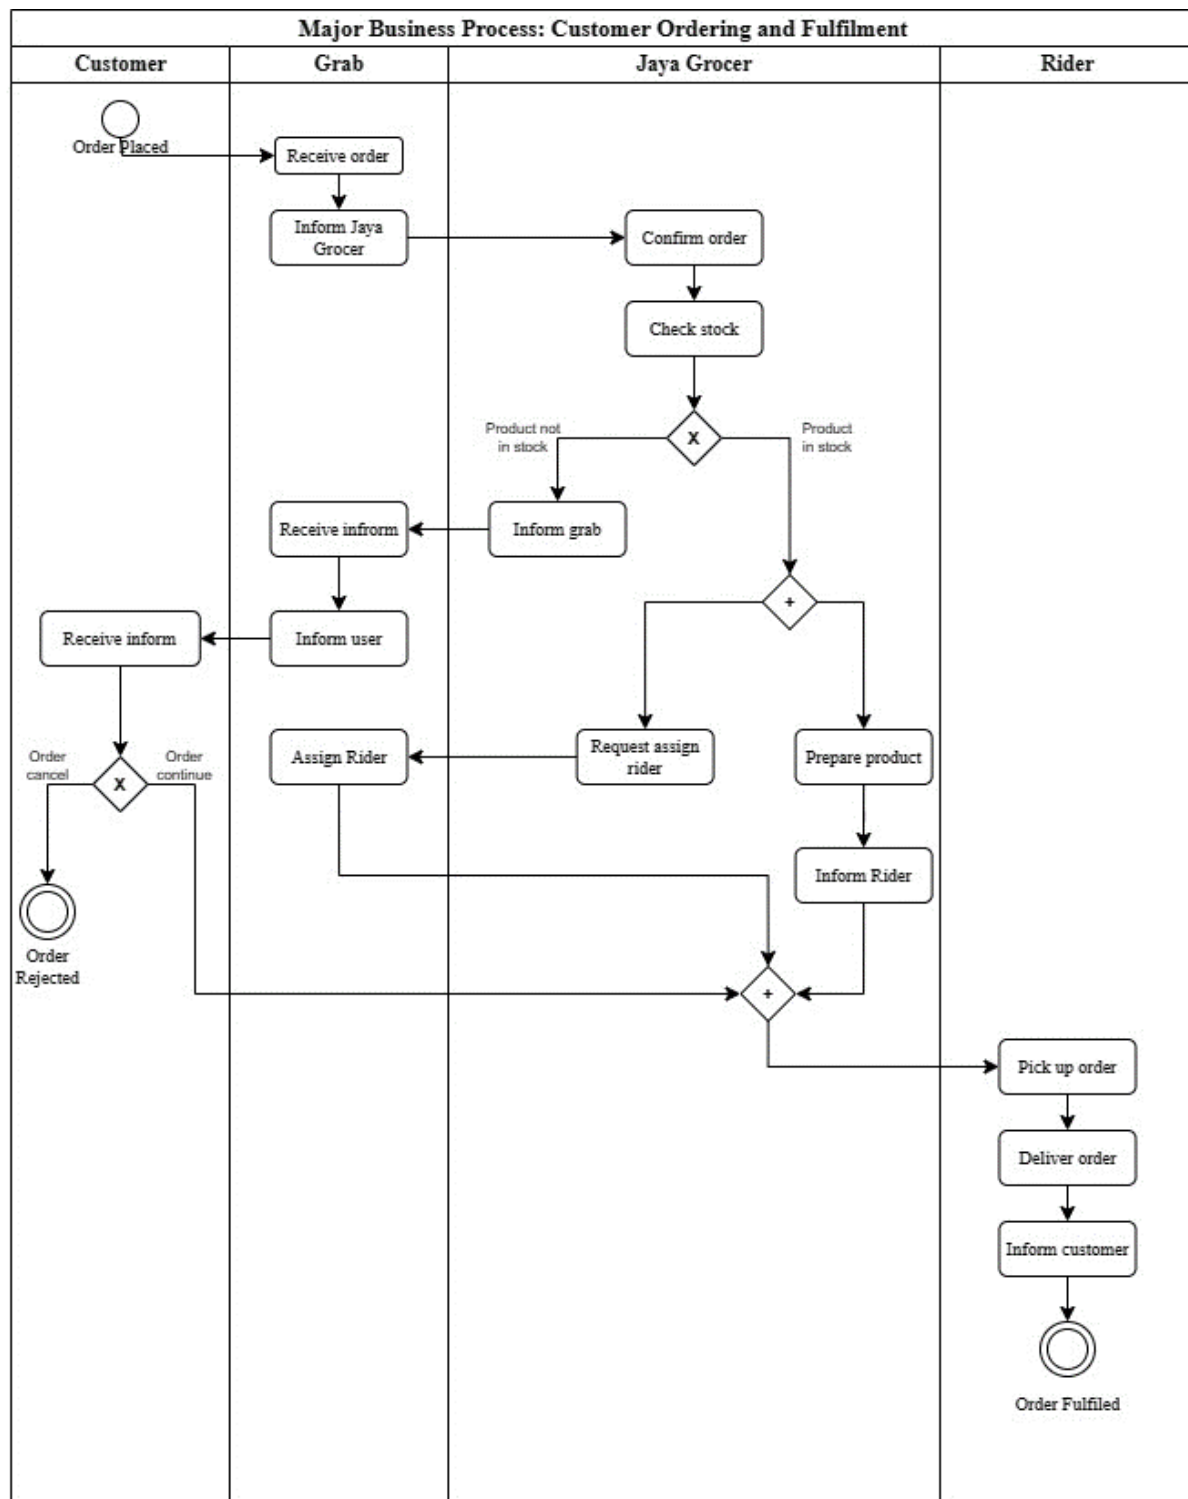 Major Business Process: Customer Ordering and Fulfilment
Customer
Grab
Jaya Grocer
Rider
Order Placed
Receive order
Inform Jaya
Grocer
Confirm order
Check stock
X
Product not
in stock
Product
in stock
Receive infrorm
Inform grab
+
Receive inform
Inform user
Order
cancel
X
Order
continue
Assign Rider
Request assign
rider
Prepare product
Inform Rider
Order
Rejected
+
Pick up order
Deliver order
Inform customer
Order Fulfiled